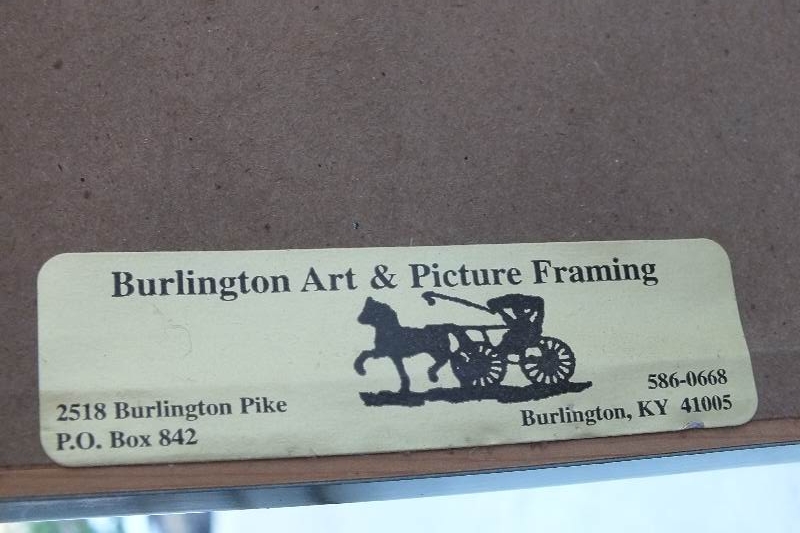 Burlington Art & Picture Framing
2518 Burlington Pike
P.O. Box 842
586-0668
Burlington, KY 41005